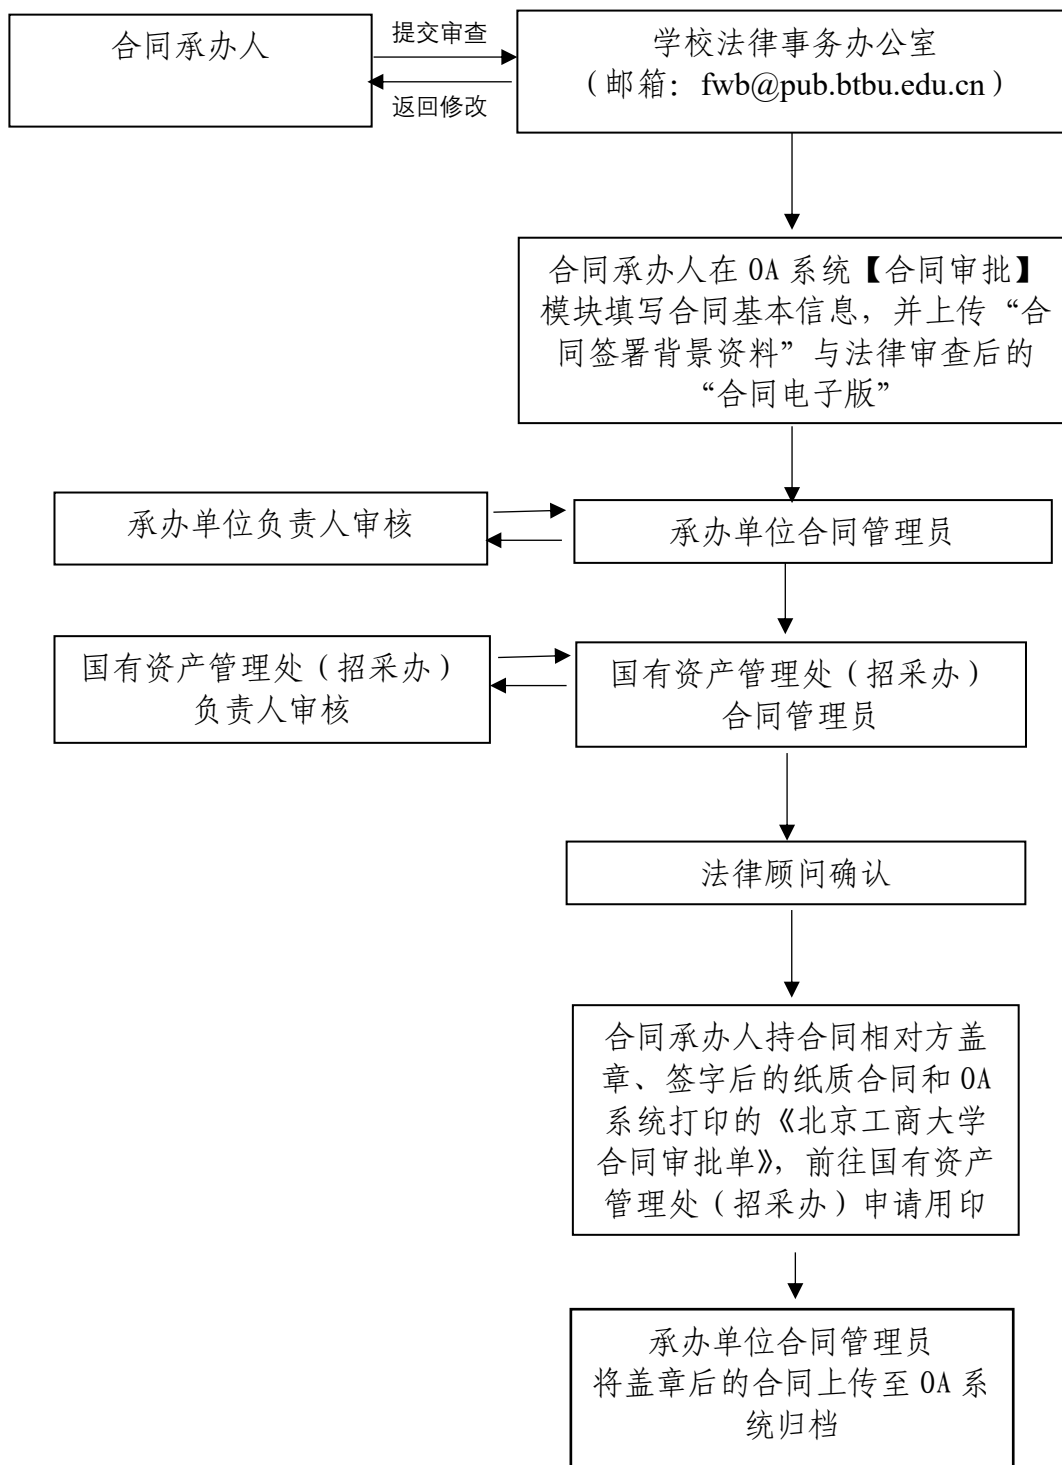 合同承办人
提交审查
返回修改
学校法律事务办公室
（邮箱：fwb@pub.btbu.edu.cn）
合同承办人在 OA 系统【合同审批】
模块填写合同基本信息，并上传“合
同签署背景资料”与法律审查后的
“合同电子版”
承办单位负责人审核
承办单位合同管理员
国有资产管理处（招采办）
负责人审核
国有资产管理处（招采办）
合同管理员
法律顾问确认
合同承办人持合同相对方盖
章、签字后的纸质合同和 OA
系统打印的《北京工商大学
合同审批单》，前往国有资产
管理处（招采办）申请用印
承办单位合同管理员
将盖章后的合同上传至 OA 系
统归档